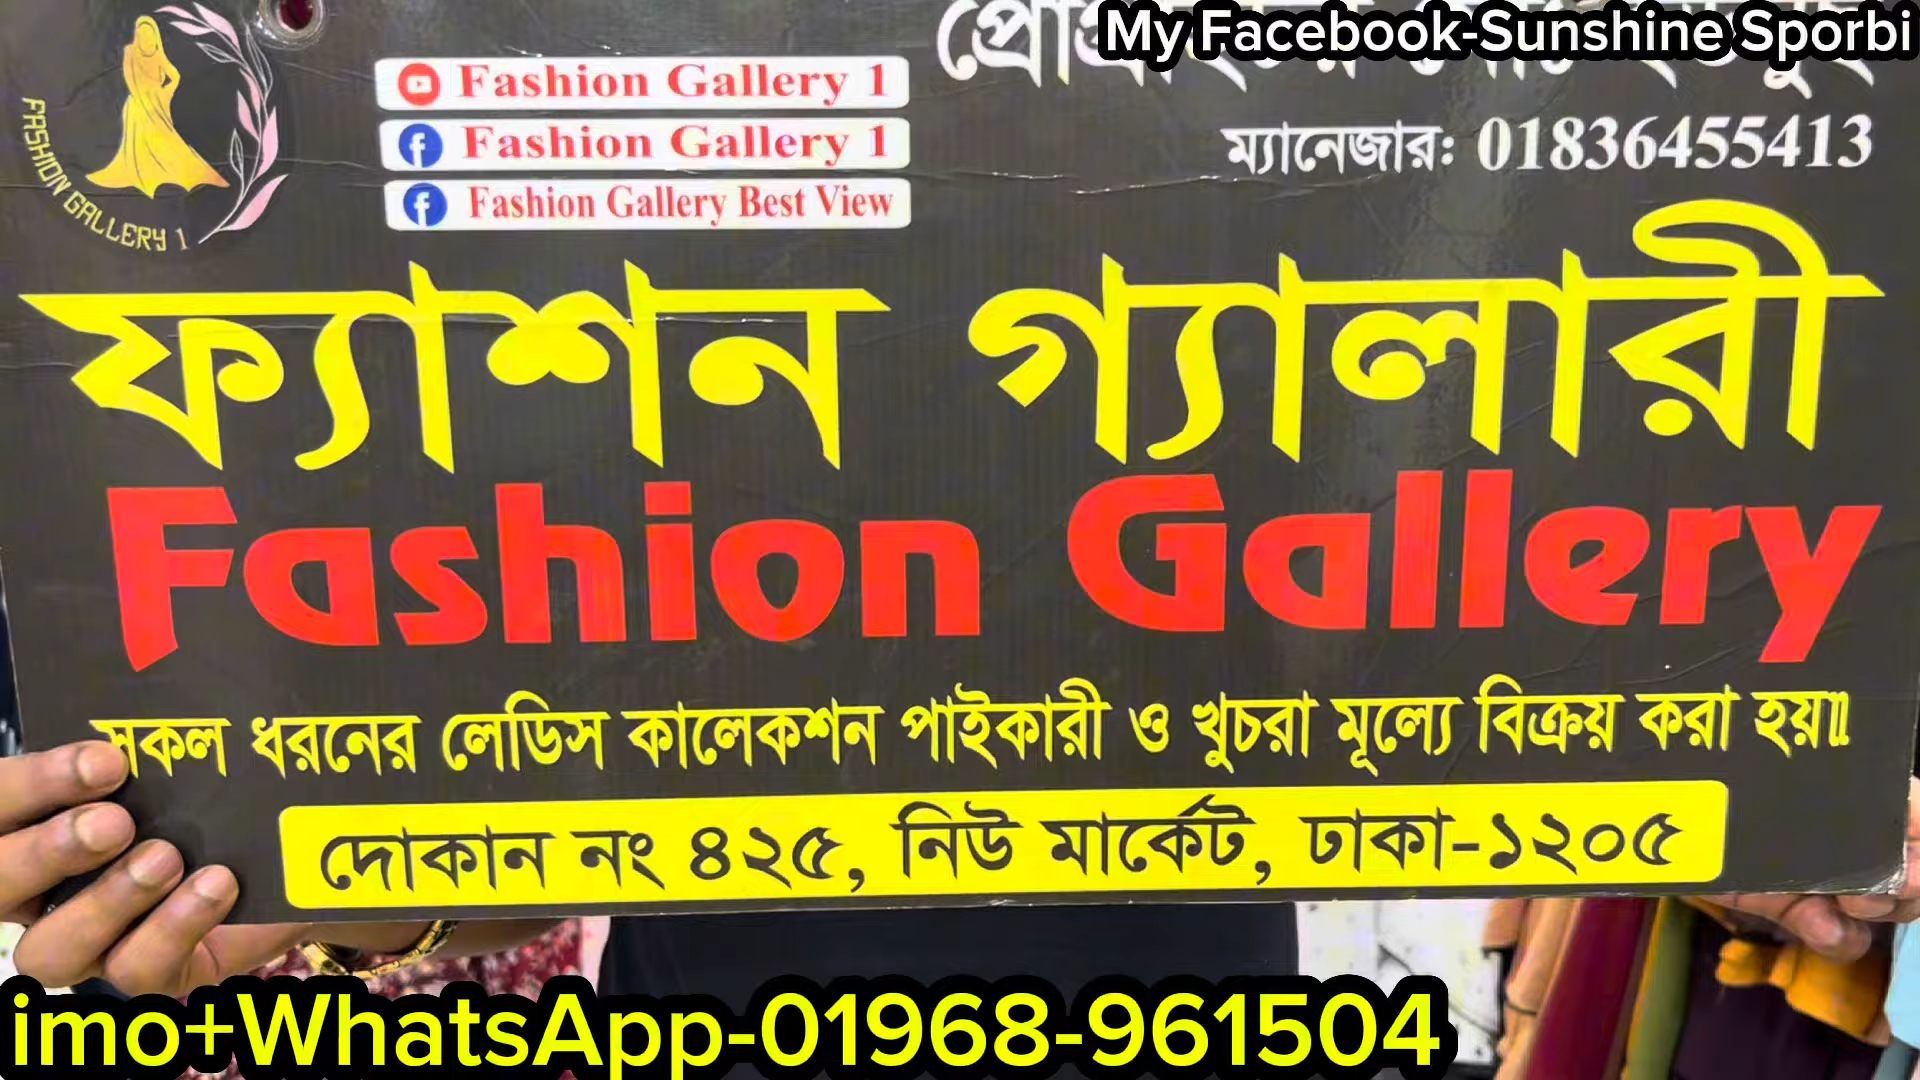 My Facebook-Sunshine Sporbi
FASHION GALLERY 1
Fashion Gallery 1
Fashion Gallery 1
Fashion Gallery Best View
ম্যানেজার: 01836455413
ফ্যাশন গ্যালারী
Fashion Gallery
সকল ধরনের লেডিস কালেকশন পাইকারী ও খুচরা মূল্যে বিক্রয় করা হয়॥
দোকান নং ৪২৫, নিউ মার্কেট, ঢাকা-১২০৫
imo+WhatsApp-01968-961504